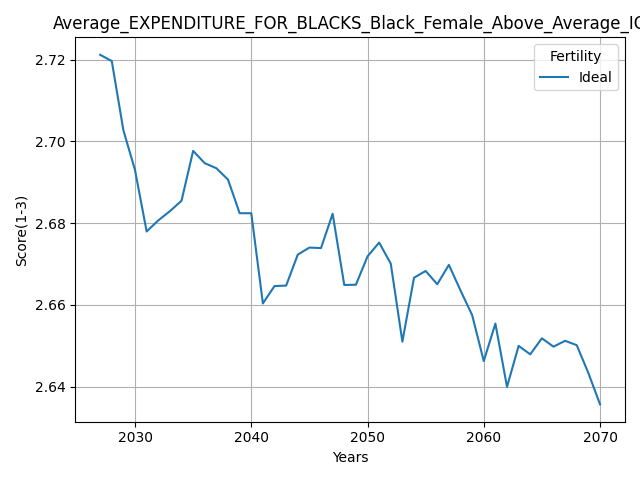 Average_EXPENDITURE_FOR_BLACKS_Black_Female_Above_Average_IQ
Fertility
Ideal
Score(1-3)
2.72
2.70
2.68
2.66
2.64
2030 2040 2050 2060 2070
Years